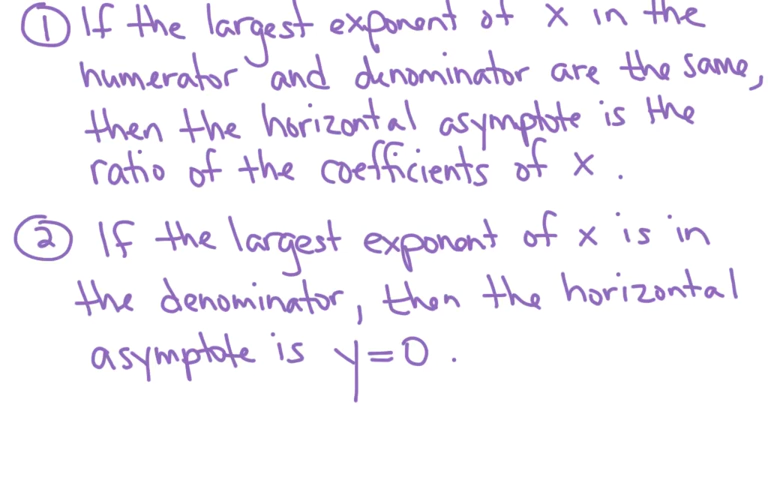 ① If the largest exponent of x in the
numerator and denominator are the same,
then the horizontal asymptote is the
ratio of the coefficients of x .
② If the largest exponent of x is in
the denominator, then the horizontal
asymptote is y=0 .